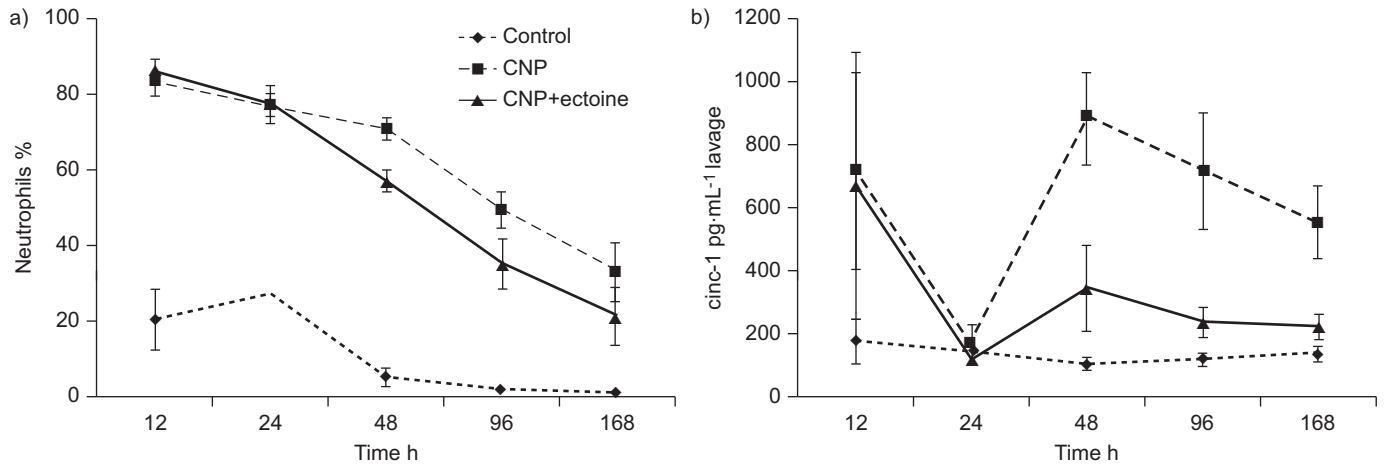 a)
100
80
60
40
20
0
Neutrophils %
Control
CNP
CNP+ectoine
12 24 48 96 168
Time h
b)
1200
1000
800
600
400
200
0
cinc-1 pg·mL⁻¹ lavage
12 24 48 96 168
Time h